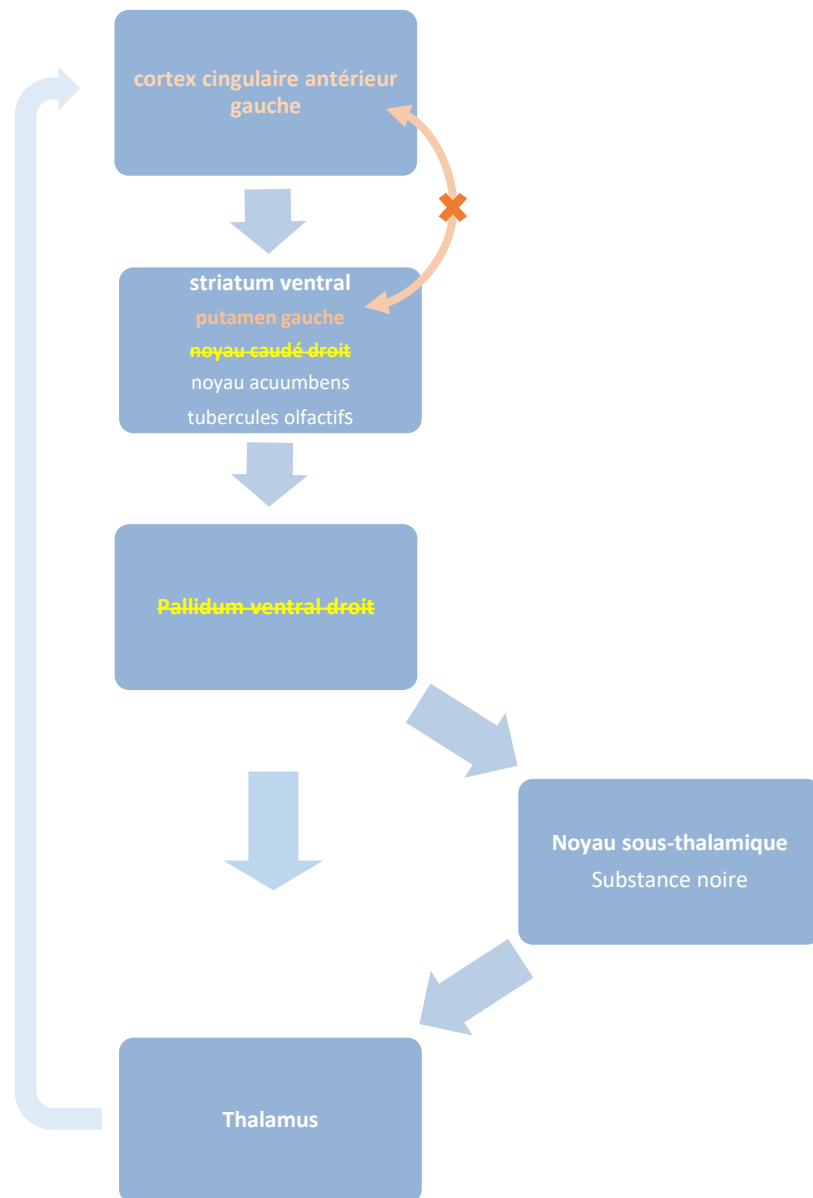 cortex cingulaire antérieur
gauche
striatum ventral
putamen gauche
noyau caudé droit
noyau acuumbens
tubercules olfactifs
Pallidum ventral droit
Noyau sous-thalamique
Substance noire
Thalamus